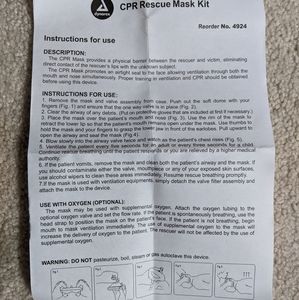 dynarex
CPR Rescue Mask Kit
Reorder No. 4924
Instructions for use
DESCRIPTION:
The CPR Mask provides a physical barrier between the rescuer and victim, eliminating
direct contact of the rescuer's lips with the unknown subject.
The CPR Mask promotes an airtight seal to the face allowing ventilation through both the
mouth and nose simultaneously. Proper training in ventilation and CPR should be obtained
before using this device.
INSTRUCTIONS FOR USE:
1. Remove the mask and valve assembly from case. Push out the soft dome with your
fingers (Fig. 1) and ensure that the one way valve is in place (Fig. 2).
2. Clear the airway of any debris. (Put on protective gloves that are included at first if necessary.)
3. Place the mask over the patient's mouth and nose (Fig. 3). Use the rim of the mask to
retract the lower lip so that the patient's mouth remains open under the mask. Use thumbs to
hold the mask and your fingers to grasp the lower jaw in front of the earlobes. Pull upward to
open the airway and seal the mask (Fig. 4).
4. Blow slowly into the airway valve and watch as the patient's chest rises (Fig. 5).
5. Ventilate the patient every five seconds for an adult or every three seconds for a child.
Continue rescue breathing until the patient responds or you are relieved by a higher medical
authority.
6. If the patient vomits, remove the mask and clean both the patient's airway and the mask. If
you should contaminate either the valve, mouthpiece or any of your exposed skin surfaces,
use alcohol wipes to clean these areas immediately. Resume rescue breathing promptly.
7. If the mask is used with ventilation equipments, simply detach the valve filter assembly and
attach the mask to the device.
USE WITH OXYGEN (OPTIONAL):
The mask may be used with supplemental oxygen. Attach the oxygen tubing to the
optional oxygen valve and set the flow rate. If the patient is spontaneously breathing, use the
head strap to position the mask on the patient's face. If the patient is not breathing, begin
mouth to mask ventilation immediately. The use of supplemental oxygen to the mask will
increase the delivery of oxygen to the patient. The rescuer will not be affected by the use of
supplemental oxygen.
WARNING: DO NOT pasteurize, boil, steam or autoclave this device.